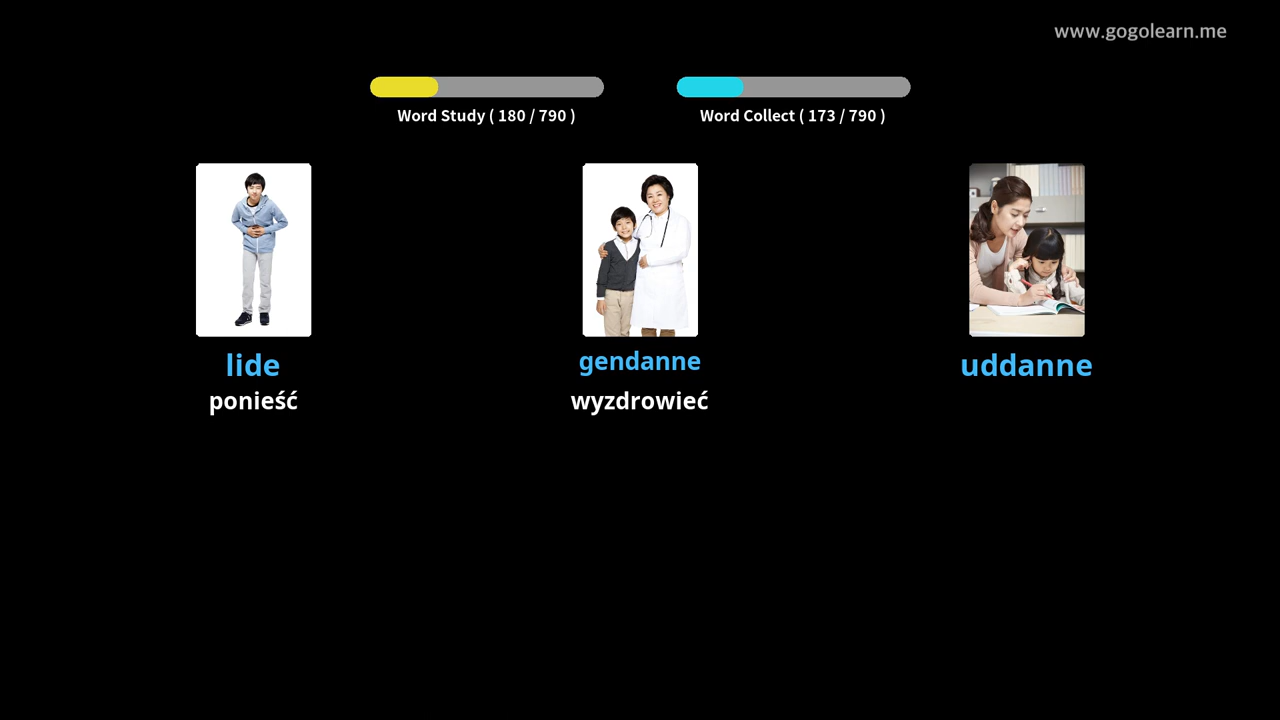 www.gogolearn.me
Word Study ( 180 / 790 )
Word Collect ( 173 / 790 )
lide
ponieść
gendanne
wyzdrowieć
uddanne